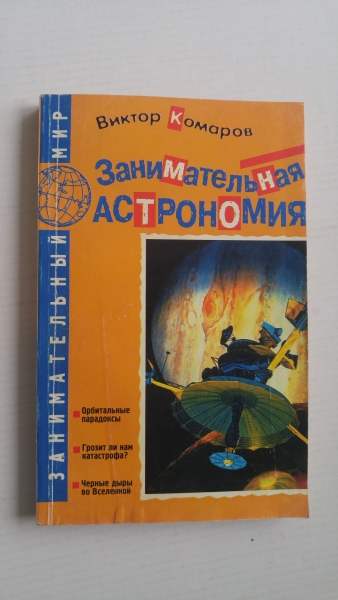 Виктор Комаров
Занимательная
АСТРОНОМИЯ
ЗАНИМАТЕЛЬНЫЙ МИР
Орбитальные
парадоксы
Грозит ли нам
катастрофа?
Черные дыры
во Вселенной